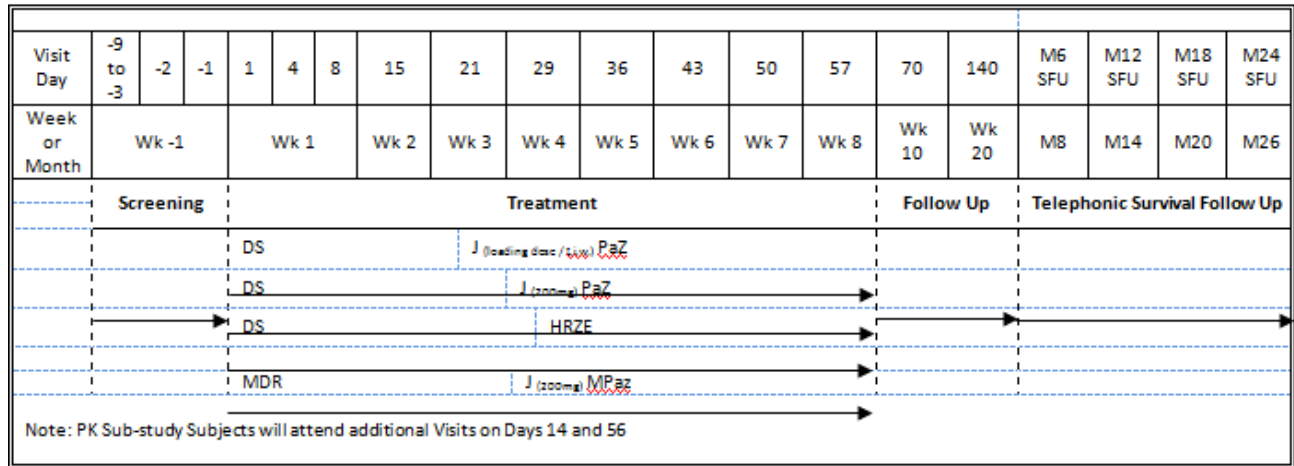 Visit Day -9 to -3 -2 -1 1 4 8 15 21 29 36 43 50 57 70 140 M6 SFU M12 SFU M18 SFU M24 SFU
Week or Month Wk -1 Wk 1 Wk 2 Wk 3 Wk 4 Wk 5 Wk 6 Wk 7 Wk 8 Wk 10 Wk 20 M8 M14 M20 M26
Screening Treatment Follow Up Telephonic Survival Follow Up
DS J (loading dose / t.i.w.) PaZ
DS J (200mg) PaZ
DS HRZE
MDR J (200mg) MPaz
Note: PK Sub-study Subjects will attend additional Visits on Days 14 and 56